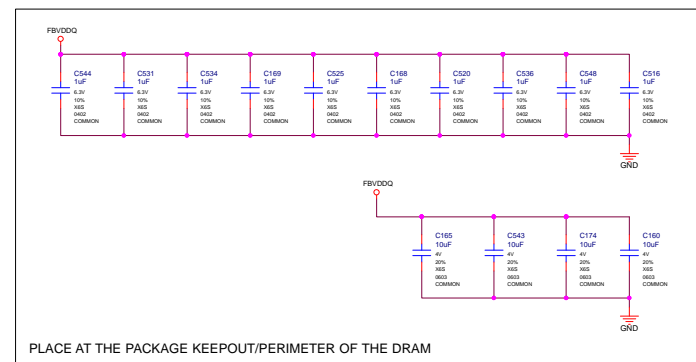 FBVDDQ
C544
1uF
6.3V
10%
X6S
0402
COMMON
C531
1uF
6.3V
10%
X6S
0402
COMMON
C534
1uF
6.3V
10%
X6S
0402
COMMON
C169
1uF
6.3V
10%
X6S
0402
COMMON
C525
1uF
6.3V
10%
X6S
0402
COMMON
C168
1uF
6.3V
10%
X6S
0402
COMMON
C520
1uF
6.3V
10%
X6S
0402
COMMON
C536
1uF
6.3V
10%
X6S
0402
COMMON
C548
1uF
6.3V
10%
X6S
0402
COMMON
C516
1uF
6.3V
10%
X6S
0402
COMMON
GND
FBVDDQ
C165
10uF
4V
20%
X6S
0603
COMMON
C543
10uF
4V
20%
X6S
0603
COMMON
C174
10uF
4V
20%
X6S
0603
COMMON
C160
10uF
4V
20%
X6S
0603
COMMON
GND
PLACE AT THE PACKAGE KEEPOUT/PERIMETER OF THE DRAM